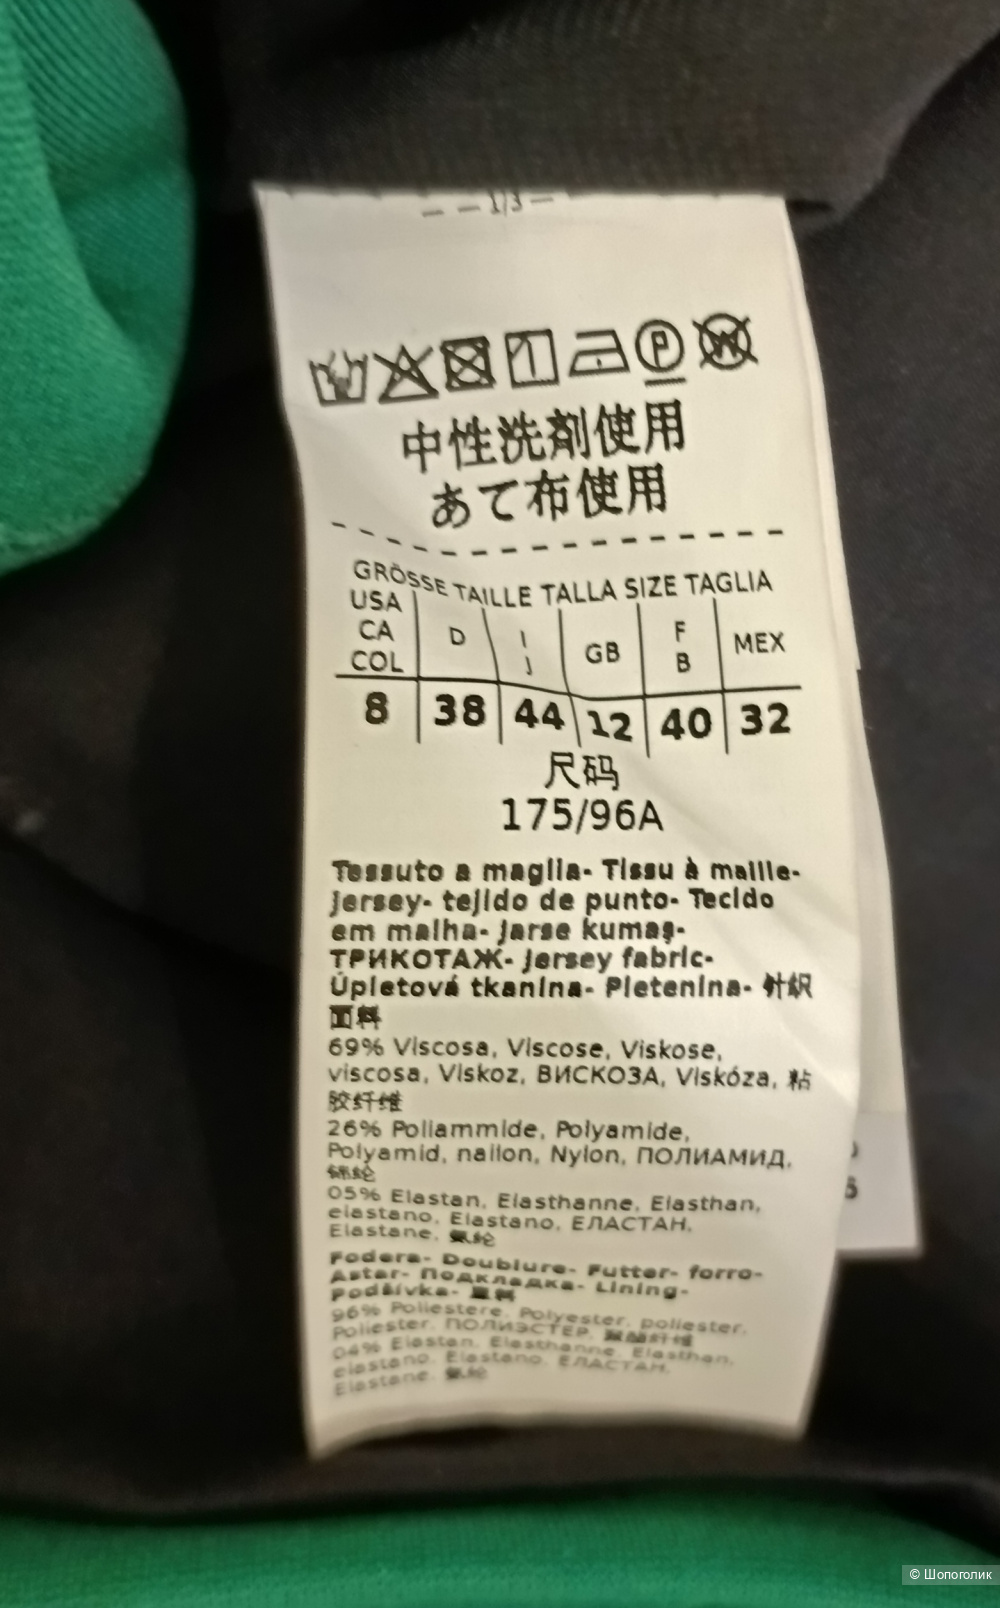 1/3
中性洗剤使用
あて布使用
GRÖSSE TAILLE TALLA SIZE TAGLIA
USA CA COL D I J GB F B MEX
8 38 44 12 40 32
尺码
175/96A
Tessuto a maglia- Tissu à maille-
Jersey- tejido de punto- Tecido
em malha- Jarse kumaş-
ТРИКОТАЖ- Jersey fabric-
Úpletová tkanina- Pletenina- 针织
面料
69% Viscosa, Viscose, Viskose,
viscosa, Viskoz, ВИСКОЗА, Viskóza, 粘
胶纤维
26% Poliammide, Polyamide,
Polyamid, nailon, Nylon, ПОЛИАМИД,
锦纶
05% Elastan, Elasthanne, Elasthan,
elastano, Elastano, ЕЛАСТАН,
Elastane, 氨纶
Fodera- Doublure- Futter- forro-
Astar- Подкладка- Lining-
Podšívka- 里料
96% Poliestere, Polyester, poliester,
Poliester, ПОЛИЭСТЕР, 聚酯纤维
04% Elastan, Elasthanne, Elasthan,
elastano, Elastano, ЕЛАСТАН,
Elastane, 氨纶
© Шопоголик